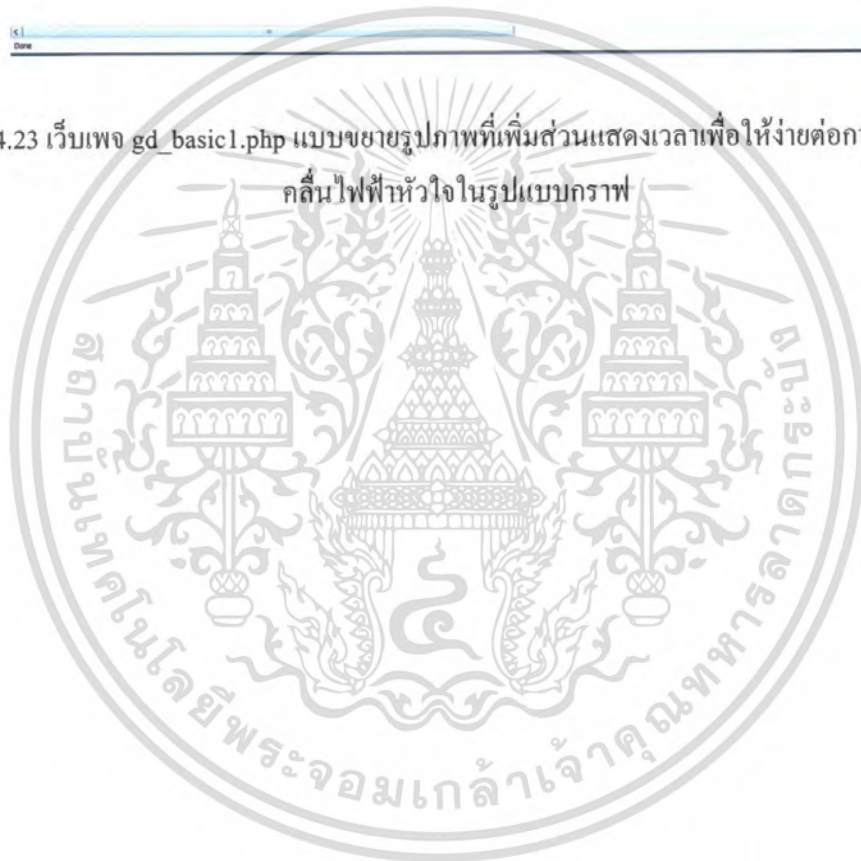 Done
4.23 เว็บเพจ gd_basic1.php แบบขยายรูปภาพที่เพิ่มส่วนแสดงเวลาเพื่อให้ง่ายต่อ
คลื่นไฟฟ้าหัวใจในรูปแบบกราฟ
สถาบันเทคโนโลยีพระจอมเกล้าเจ้าคุณทหารลาดกระบัง